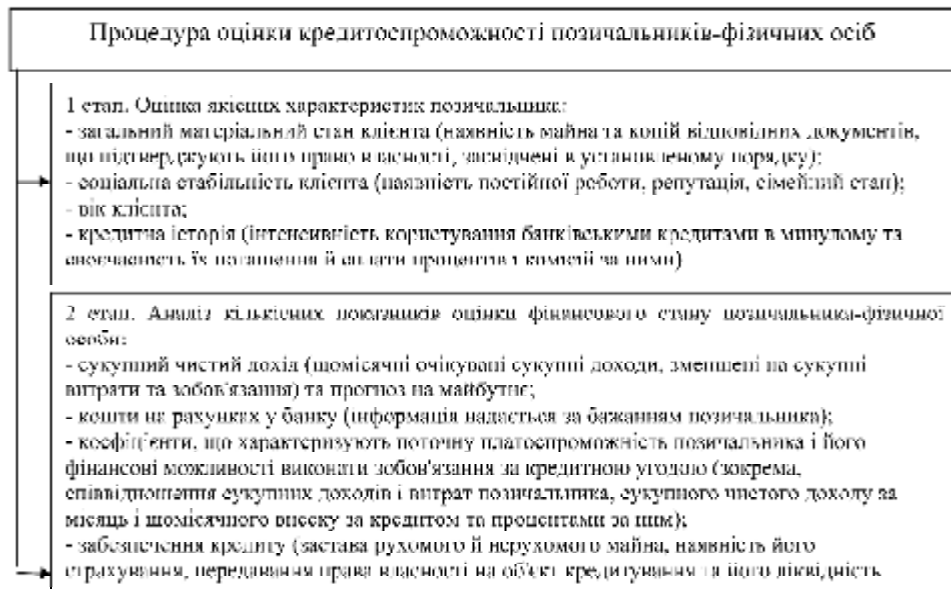 Процедура оцінки кредитоспроможності позичальників-фізичних осіб
1 етап. Оцінка якісних характеристик позичальника:
- загальний матеріальний стан клієнта (наявність майна та копій відповідних документів,
що підтверджують його право власності, засвідчені в установленому порядку);
- соціальна стабільність клієнта (наявність постійної роботи, репутація, сімейний стан);
- вік клієнта;
- кредитна історія (інтенсивність користування банківськими кредитами в минулому та
своєчасність їх погашення й сплати процентів і комісій за ними)
2 етап. Аналіз кількісних показників оцінки фінансового стану позичальника-фізичної
особи:
- сукупний чистий дохід (щомісячні очікувані сукупні доходи, зменшені на сукупні
витрати та зобов'язання) та прогноз на майбутнє;
- кошти на рахунках у банку (інформація надається за бажанням позичальника);
- коефіцієнти, що характеризують поточну платоспроможність позичальника і його
фінансові можливості виконати зобов'язання за кредитною угодою (зокрема,
співвідношення сукупних доходів і витрат позичальника, сукупного чистого доходу за
місяць і щомісячного внеску за кредитом та процентами за ним);
- забезпечення кредиту (застава рухомого й нерухомого майна, наявність його
страхування, передавання права власності на об'єкт кредитування та його ліквідність